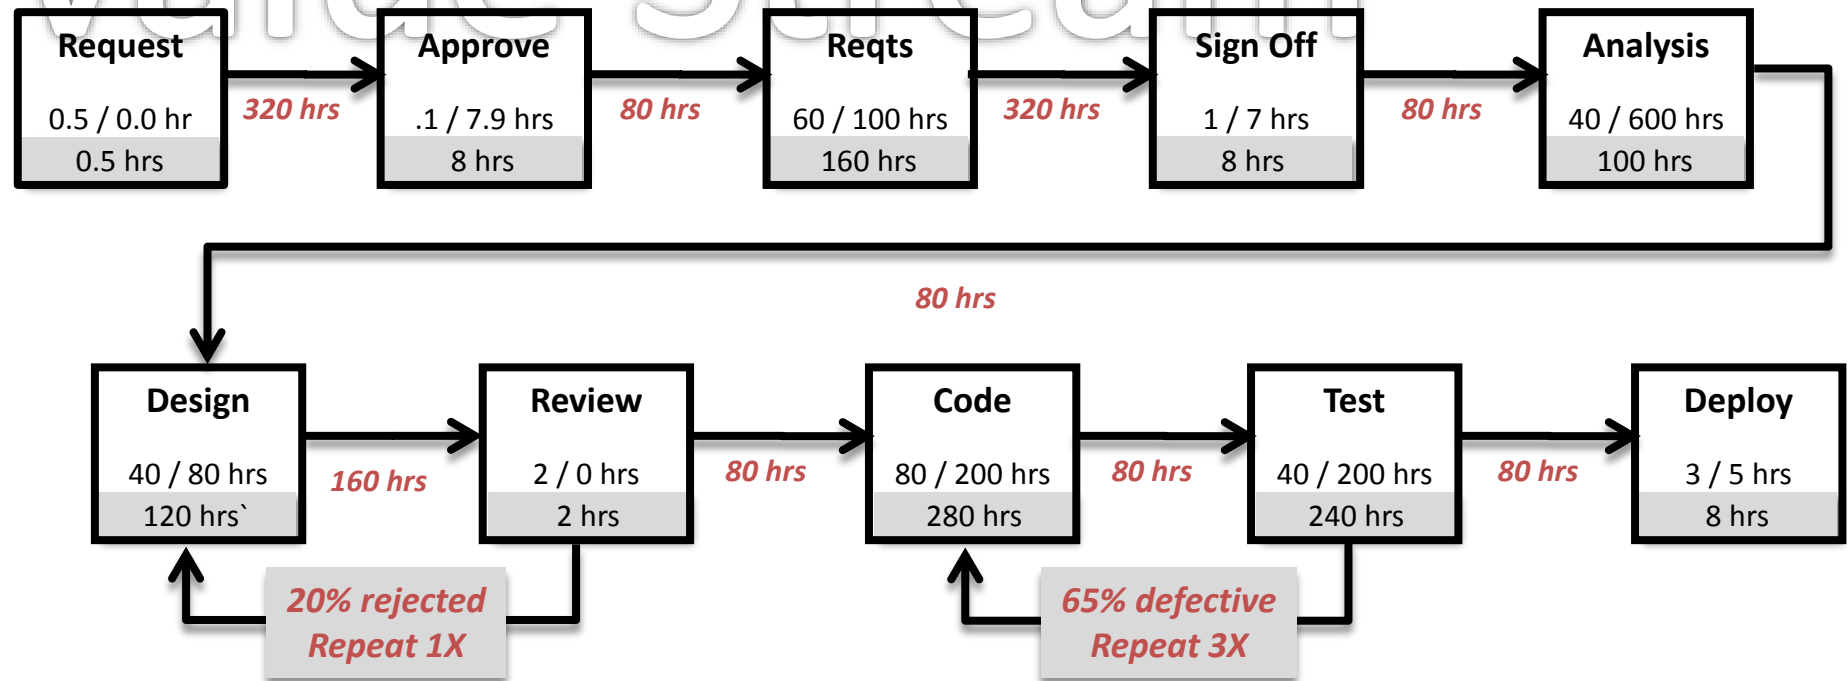 Value Stream
Request
0.5 / 0.0 hr
0.5 hrs
320 hrs
Approve
.1 / 7.9 hrs
8 hrs
80 hrs
Reqts
60 / 100 hrs
160 hrs
320 hrs
Sign Off
1 / 7 hrs
8 hrs
80 hrs
Analysis
40 / 600 hrs
100 hrs
80 hrs
Design
40 / 80 hrs
120 hrs`
160 hrs
Review
2 / 0 hrs
2 hrs
80 hrs
Code
80 / 200 hrs
280 hrs
80 hrs
Test
40 / 200 hrs
240 hrs
80 hrs
Deploy
3 / 5 hrs
8 hrs
20% rejected
Repeat 1X
65% defective
Repeat 3X